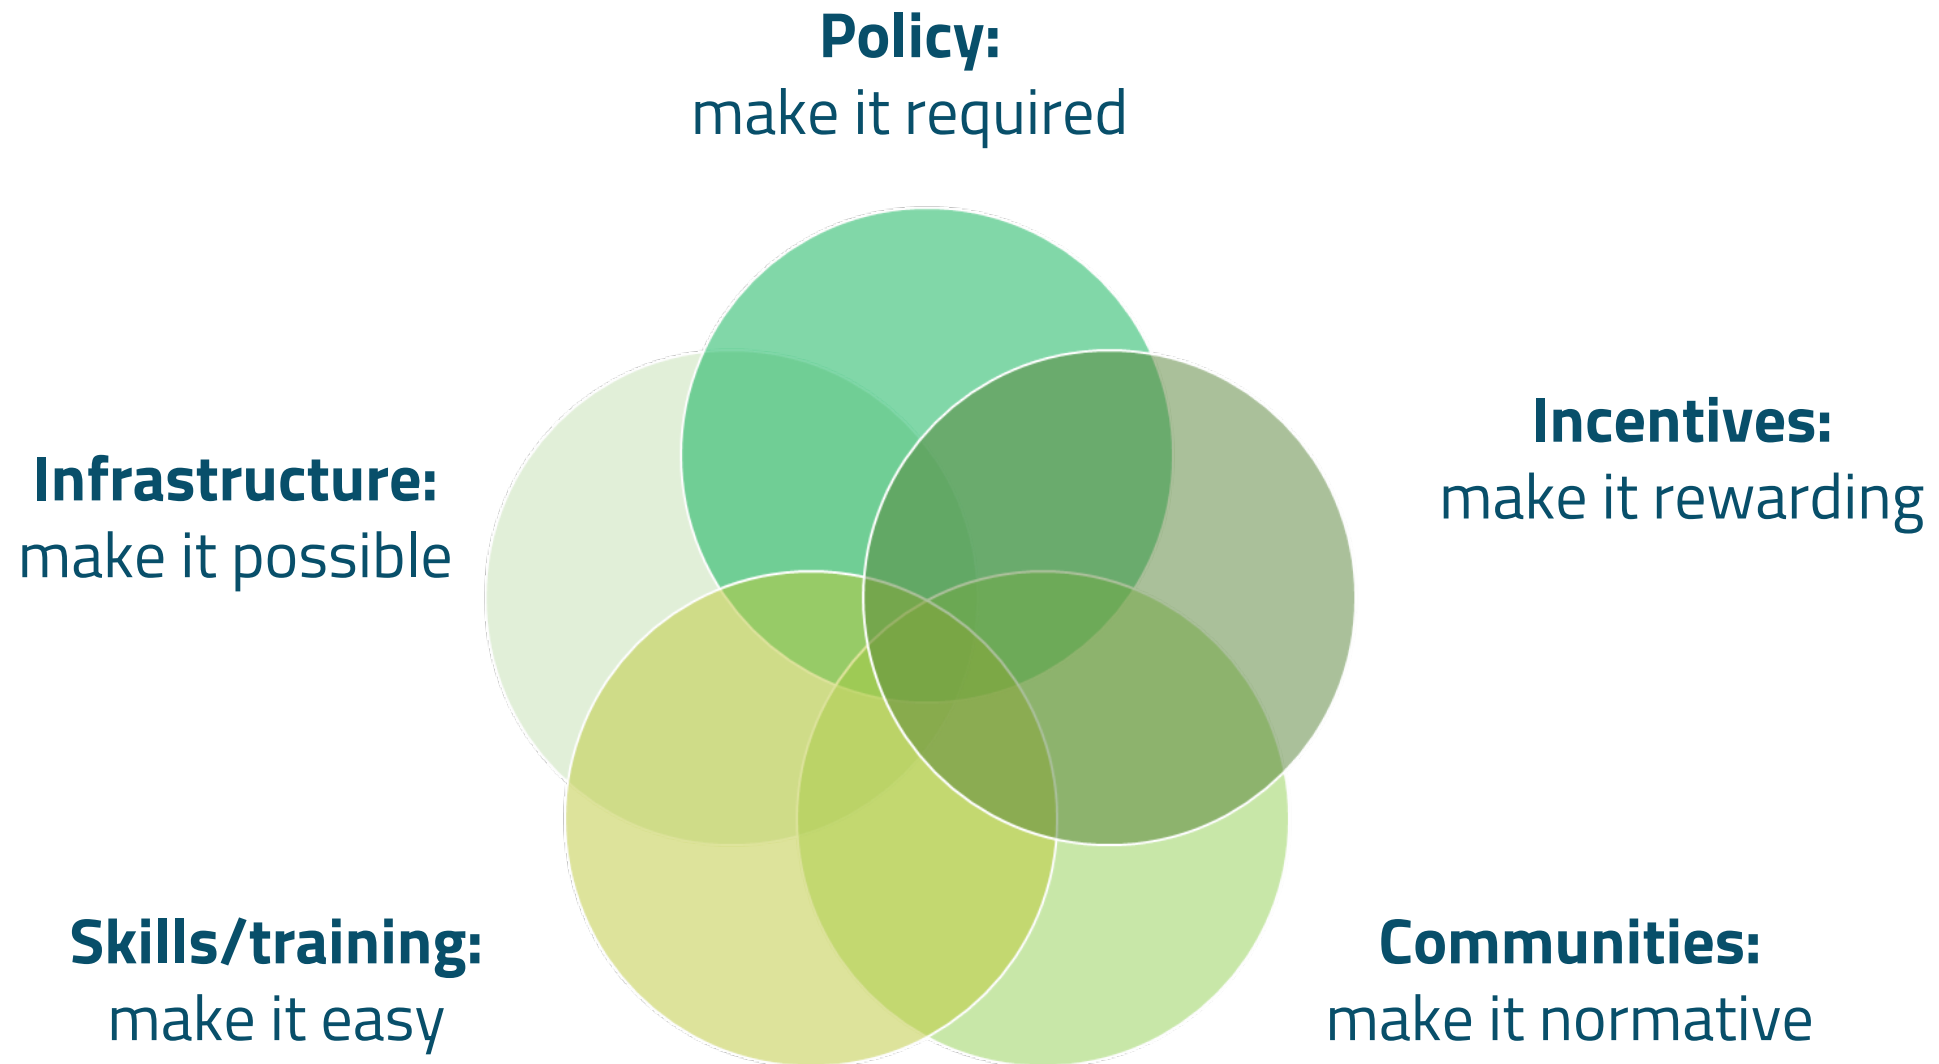 Policy:
make it required
Incentives:
make it rewarding
Infrastructure:
make it possible
Skills/training:
make it easy
Communities:
make it normative